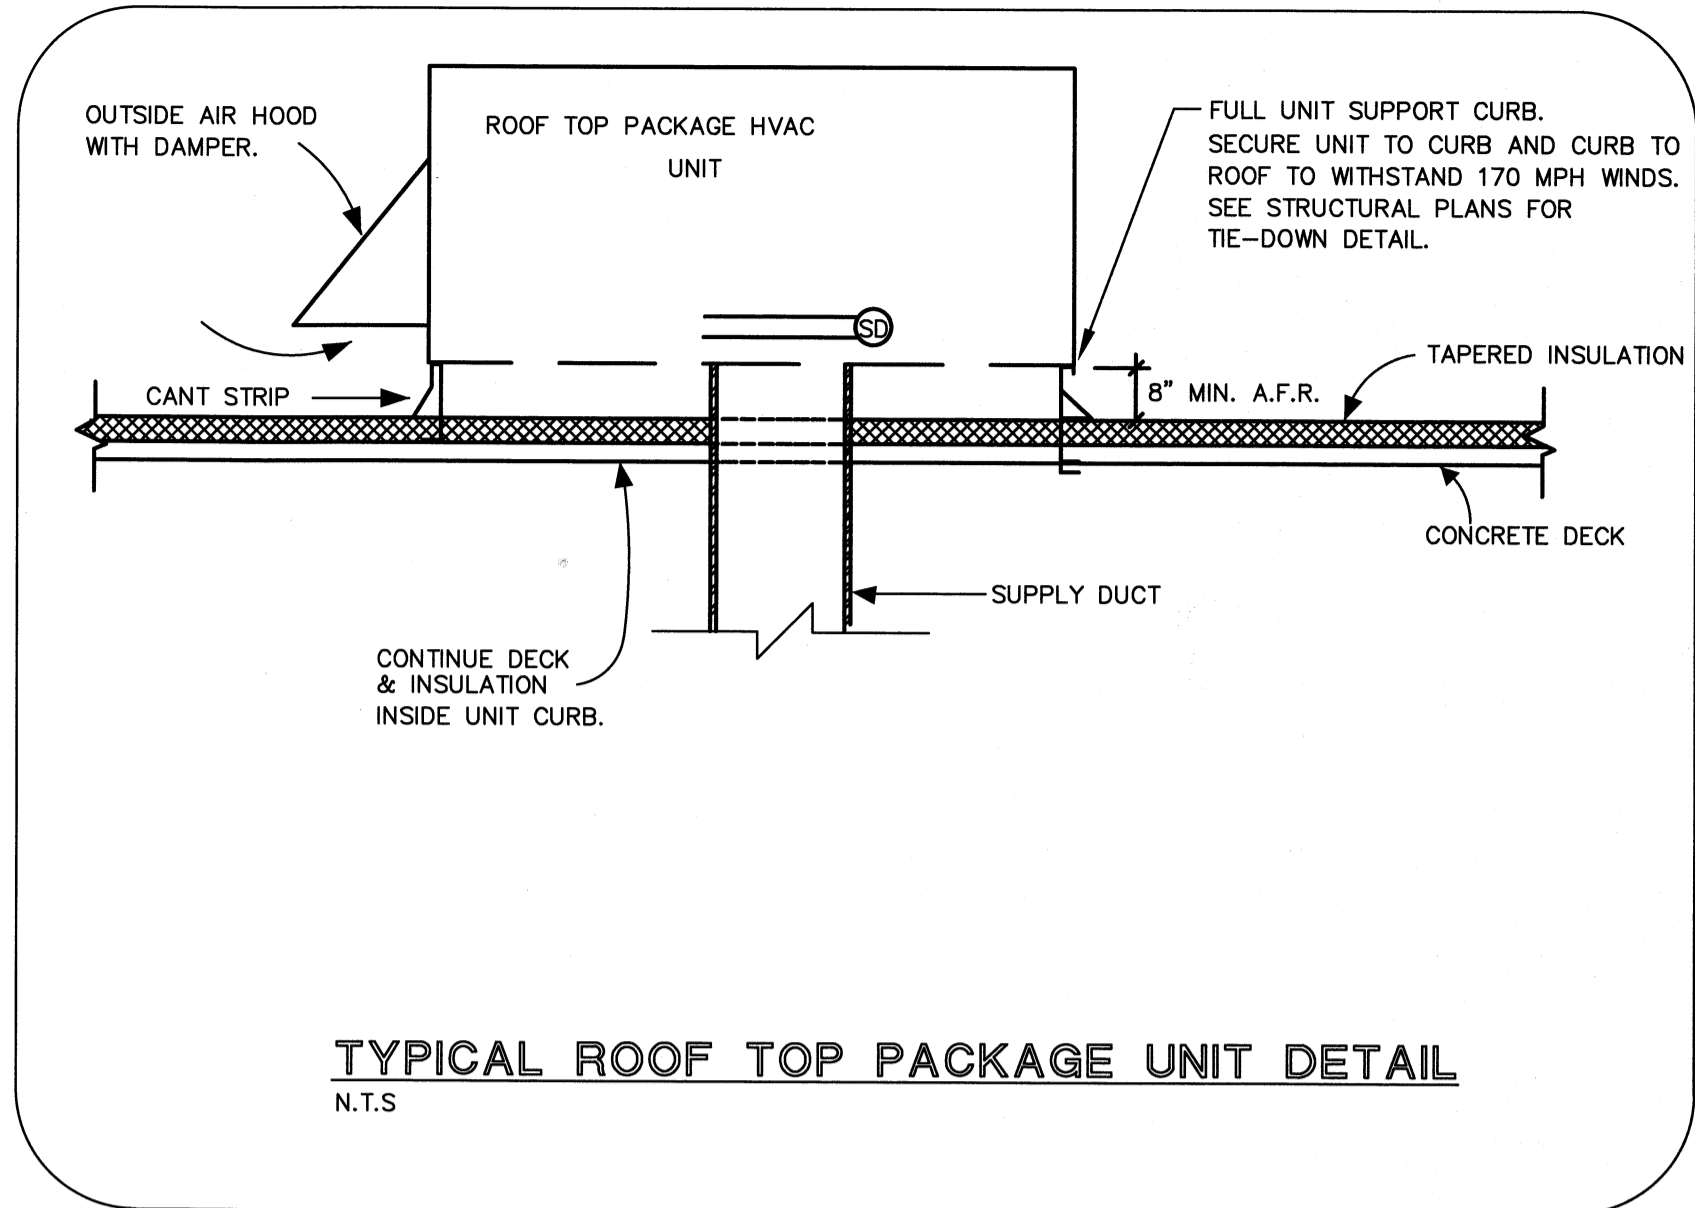 OUTSIDE AIR HOOD
WITH DAMPER.
ROOF TOP PACKAGE HVAC
UNIT
FULL UNIT SUPPORT CURB.
SECURE UNIT TO CURB AND CURB TO
ROOF TO WITHSTAND 170 MPH WINDS.
SEE STRUCTURAL PLANS FOR
TIE-DOWN DETAIL.
SD
TAPERED INSULATION
CANT STRIP
8" MIN. A.F.R.
CONCRETE DECK
SUPPLY DUCT
CONTINUE DECK
& INSULATION
INSIDE UNIT CURB.
TYPICAL ROOF TOP PACKAGE UNIT DETAIL
N.T.S